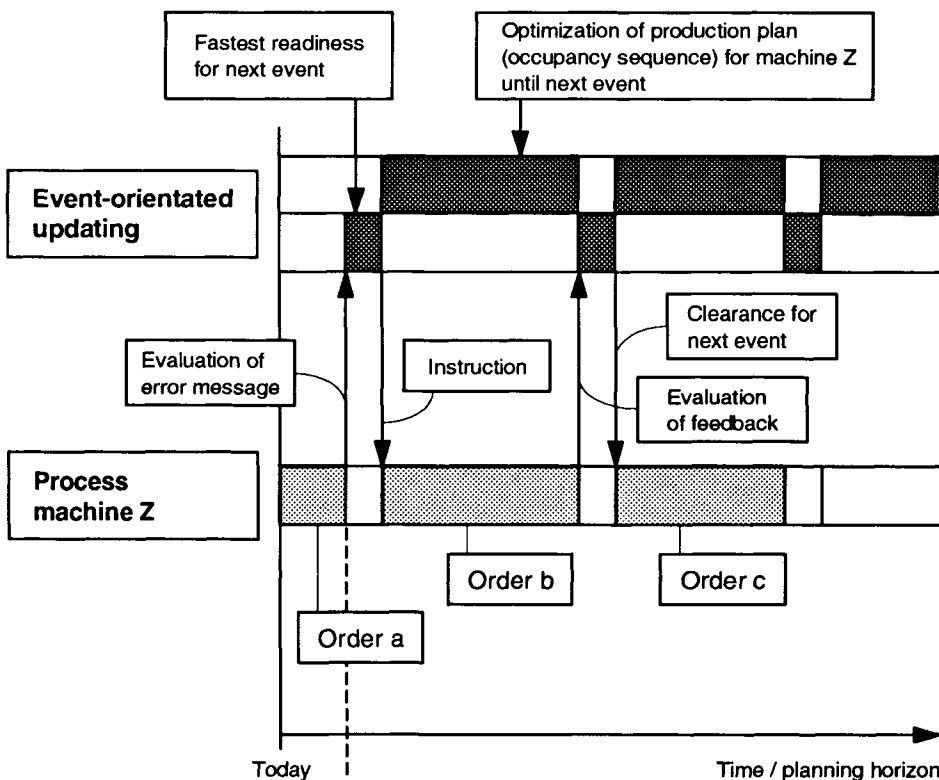 Fastest readiness
for next event
Optimization of production plan
(occupancy sequence) for machine Z
until next event
Event-orientated
updating
Evaluation of
error message
Instruction
Clearance for
next event
Evaluation
of feedback
Process
machine Z
Order b
Order c
Order a
Today
Time / planning horizon